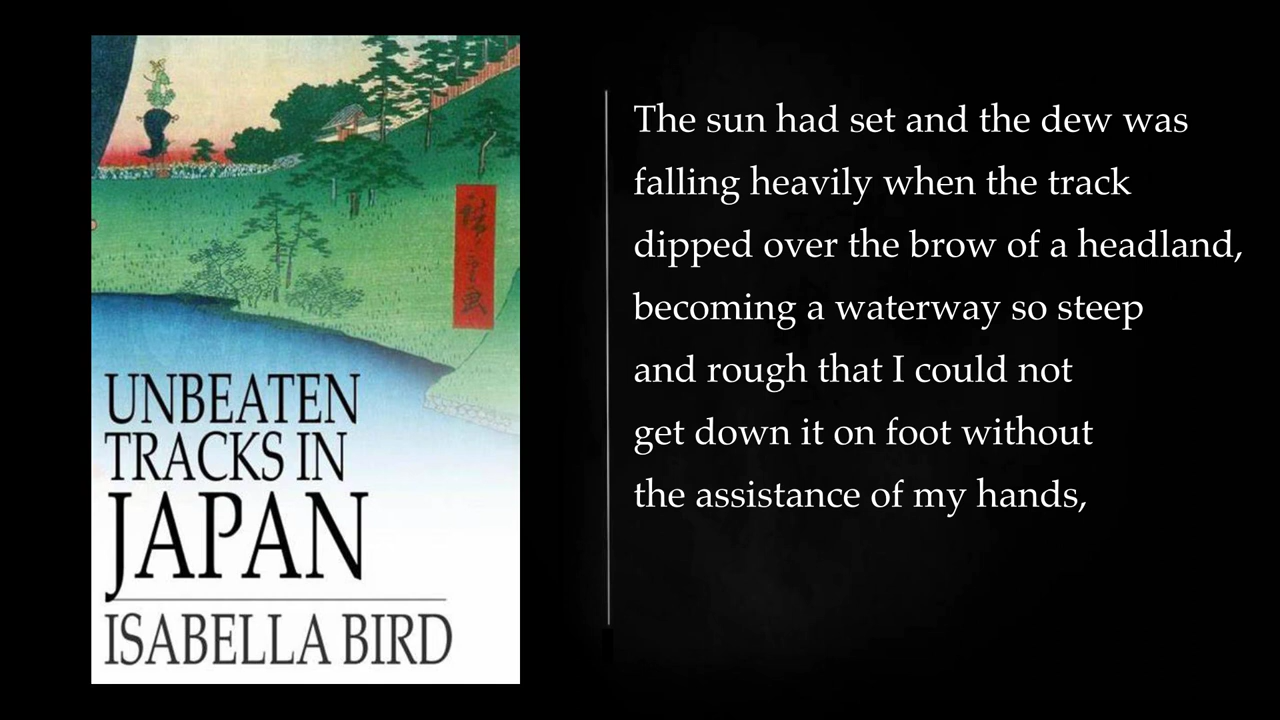 UNBEATEN
TRACKS IN
JAPAN
ISABELLA BIRD
The sun had set and the dew was
falling heavily when the track
dipped over the brow of a headland,
becoming a waterway so steep
and rough that I could not
get down it on foot without
the assistance of my hands,